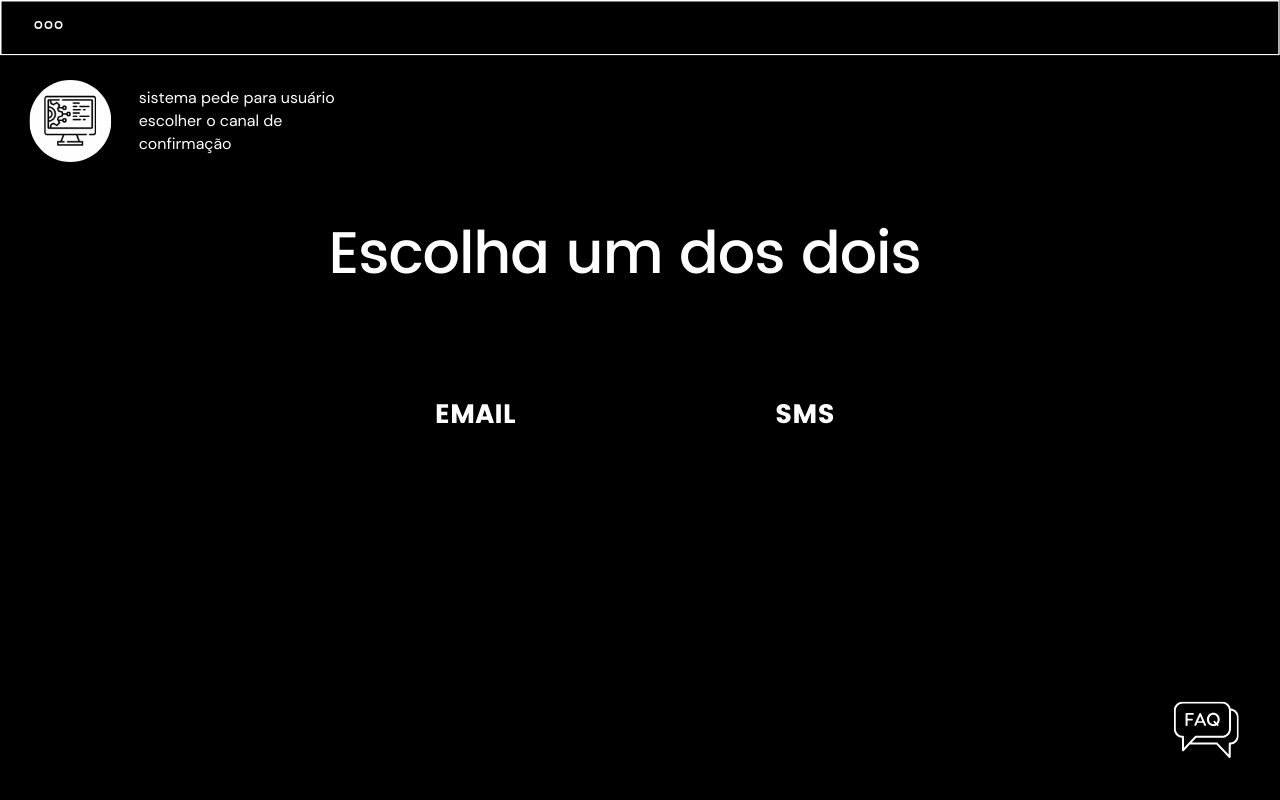 sistema pede para usuário
escolher o canal de
confirmação
Escolha um dos dois
EMAIL
SMS
FAQ